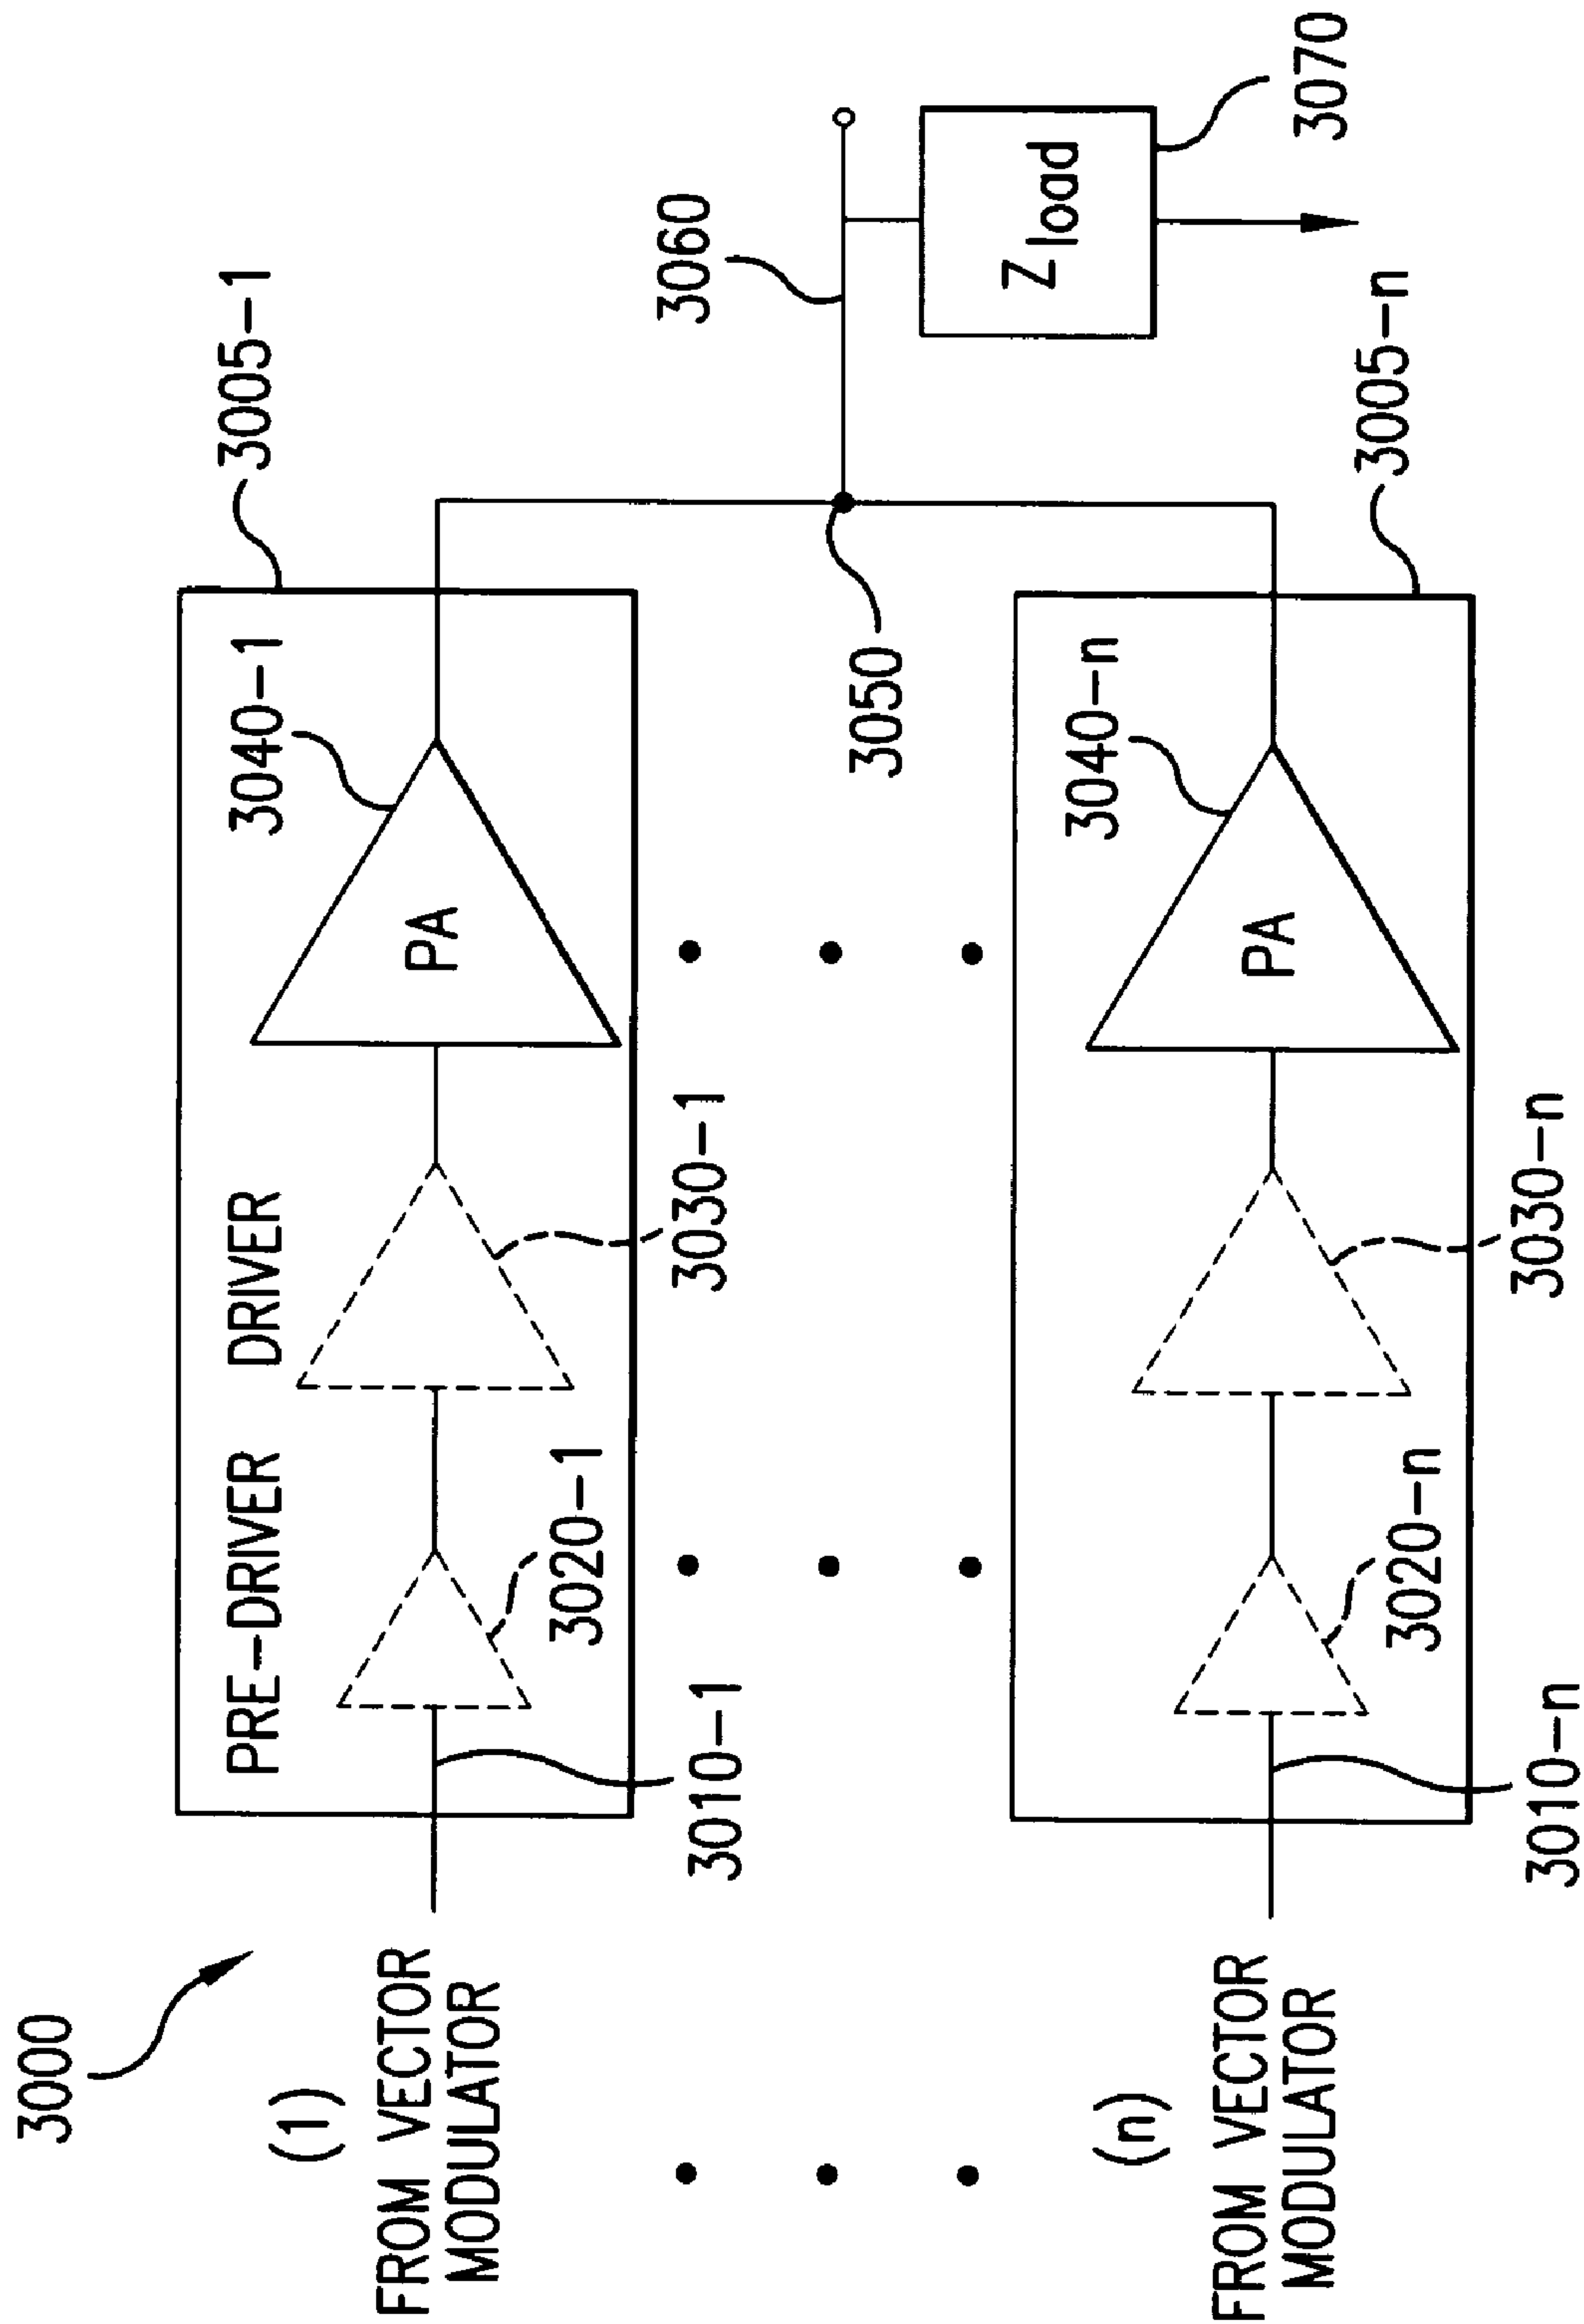 3000
(1)
FROM VECTOR
MODULATOR
3010-1
PRE-DRIVER
3020-1
DRIVER
3030-1
PA
3040-1
3005-1
3050
3060
Zload
3070
(n)
FROM VECTOR
MODULATOR
3010-n
3020-n
3030-n
PA
3040-n
3005-n